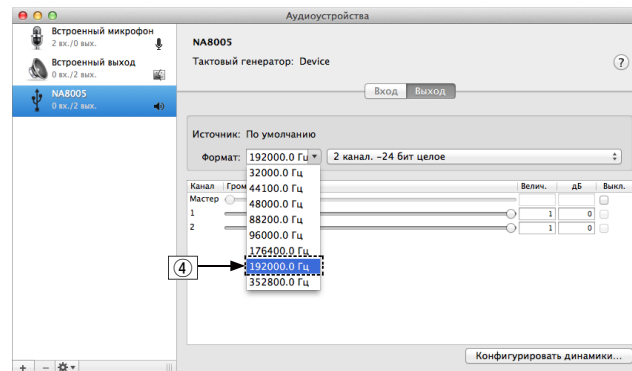 Аудиоустройства
Встроенный микрофон
2 вх./0 вых.
Встроенный выход
0 вх./2 вых.
NA8005
0 вх./2 вых.
NA8005
Тактовый генератор: Device
?
Вход Выход
Источник: По умолчанию
Формат: 192000.0 Гц 2 канал. -24 бит целое
32000.0 Гц
44100.0 Гц
48000.0 Гц
88200.0 Гц
96000.0 Гц
176400.0 Гц
192000.0 Гц
352800.0 Гц
Канал Гром Велич. дБ Выкл.
Мастер
1 1 0
2 1 0
4
Конфигурировать динамики...
+ −